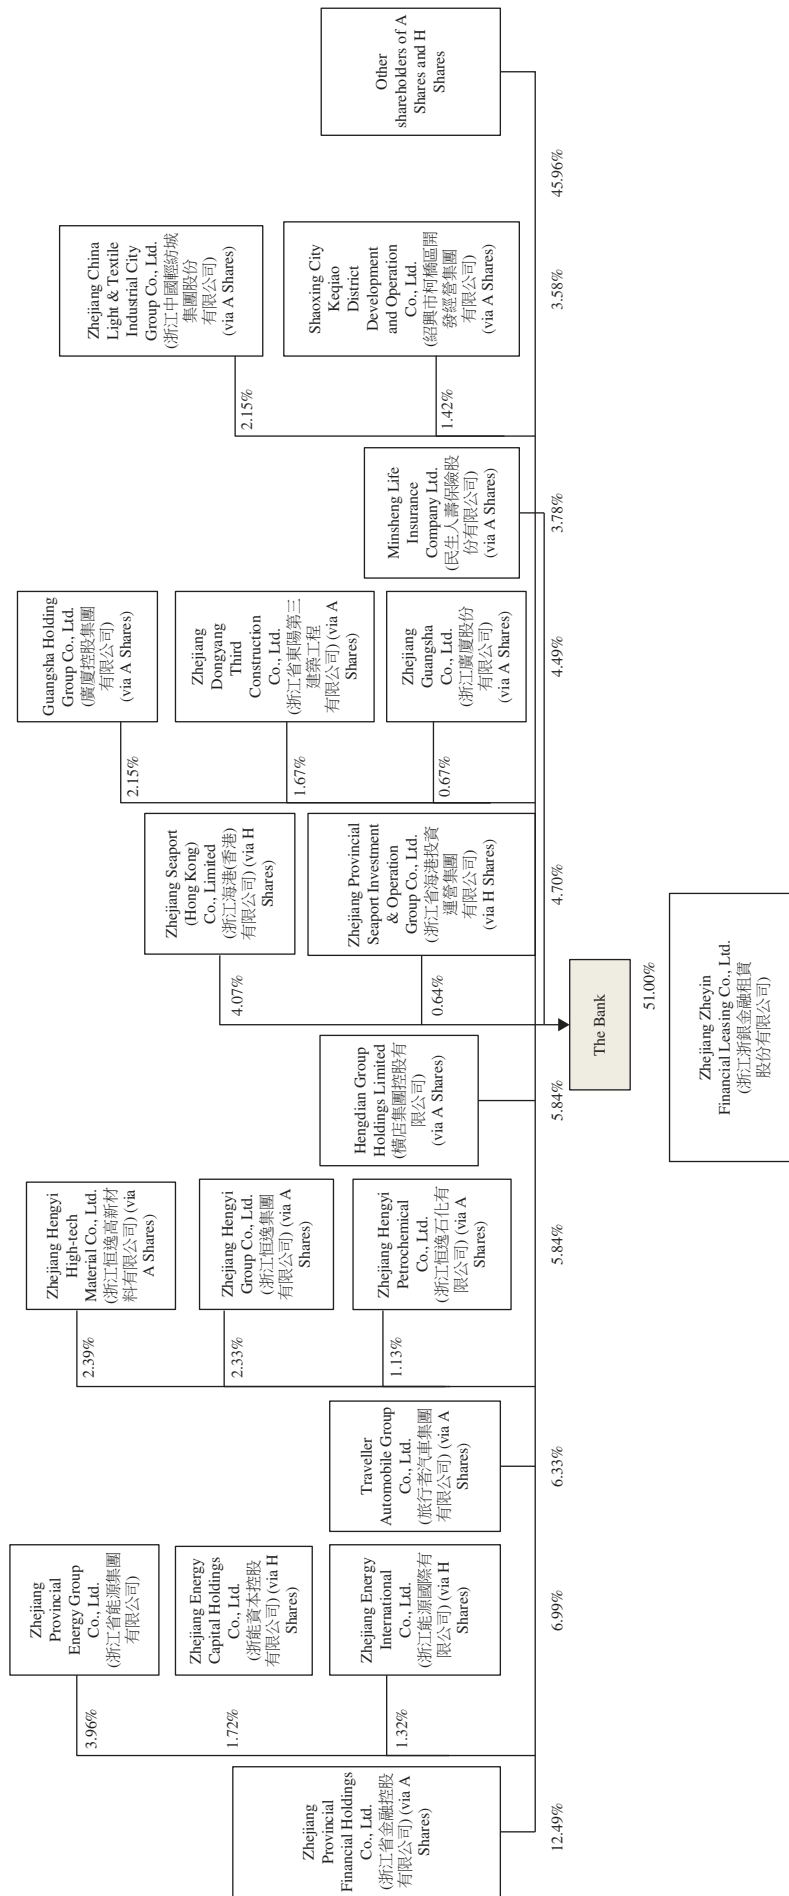 Zhejiang
Provincial
Financial Holdings
Co., Ltd.
(浙江省金融控股
有限公司) (via A
Shares)
12.49%
Zhejiang
Provincial
Energy Group
Co., Ltd.
(浙江省能源集團
有限公司)
3.96%
Zhejiang Energy
Capital Holdings
Co., Ltd.
(浙能資本控股
有限公司) (via H
Shares)
1.72%
Zhejiang Energy
International
Co., Ltd.
(浙江能源國際有
限公司) (via H
Shares)
1.32%
6.99%
Traveller
Automobile Group
Co., Ltd.
(旅行者汽車集團
有限公司) (via A
Shares)
6.33%
Zhejiang Hengyi
High-tech
Material Co., Ltd.
(浙江恒逸高新材
料有限公司) (via
A Shares)
2.39%
Zhejiang Hengyi
Group Co., Ltd.
(浙江恒逸集團
有限公司) (via A
Shares)
2.33%
Zhejiang Hengyi
Petrochemical
Co., Ltd.
(浙江恒逸石化有
限公司) (via A
Shares)
1.13%
5.84%
Hengdian Group
Holdings Limited
(橫店集團控股有
限公司)
(via A Shares)
5.84%
Zhejiang Seaport
(Hong Kong)
Co., Limited
(浙江海港(香港)
有限公司) (via H
Shares)
4.07%
Zhejiang Provincial
Seaport Investment
& Operation
Group Co., Ltd.
(浙江省海港投資
運營集團
有限公司)
(via H Shares)
0.64%
4.70%
Guangsha Holding
Group Co., Ltd.
(廣廈控股集團
有限公司)
(via A Shares)
2.15%
Zhejiang
Dongyang
Third
Construction
Co., Ltd.
(浙江省東陽第三
建築工程
有限公司) (via A
Shares)
1.67%
Zhejiang
Guangsha
Co., Ltd.
(浙江廣廈股份
有限公司)
(via A Shares)
0.67%
4.49%
Minsheng Life
Insurance
Company Ltd.
(民生人壽保險股
份有限公司)
(via A Shares)
3.78%
Zhejiang China
Light & Textile
Industrial City
Group Co., Ltd.
(浙江中國輕紡城
集團股份
有限公司)
(via A Shares)
2.15%
Shaoxing City
Keqiao
District
Development
and Operation
Co., Ltd.
(紹興市柯橋區開
發經營集團
有限公司)
(via A Shares)
1.42%
3.58%
Other
shareholders of A
Shares and H
Shares
45.96%
The Bank
51.00%
Zhejiang Zheyin
Financial Leasing Co., Ltd.
(浙江浙銀金融租賃
股份有限公司)